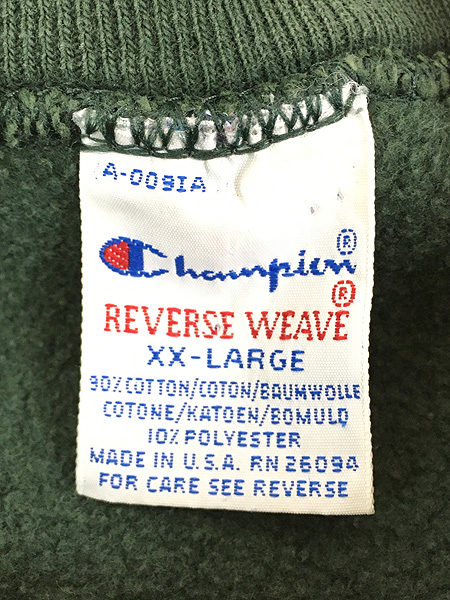 A-0091A
Champion®
REVERSE WEAVE®
XX-LARGE
90% COTTON/COTON/BAUMWOLLE
COTONE/KATOEN/BOMULD
10% POLYESTER
MADE IN U.S.A. RN 26094
FOR CARE SEE REVERSE